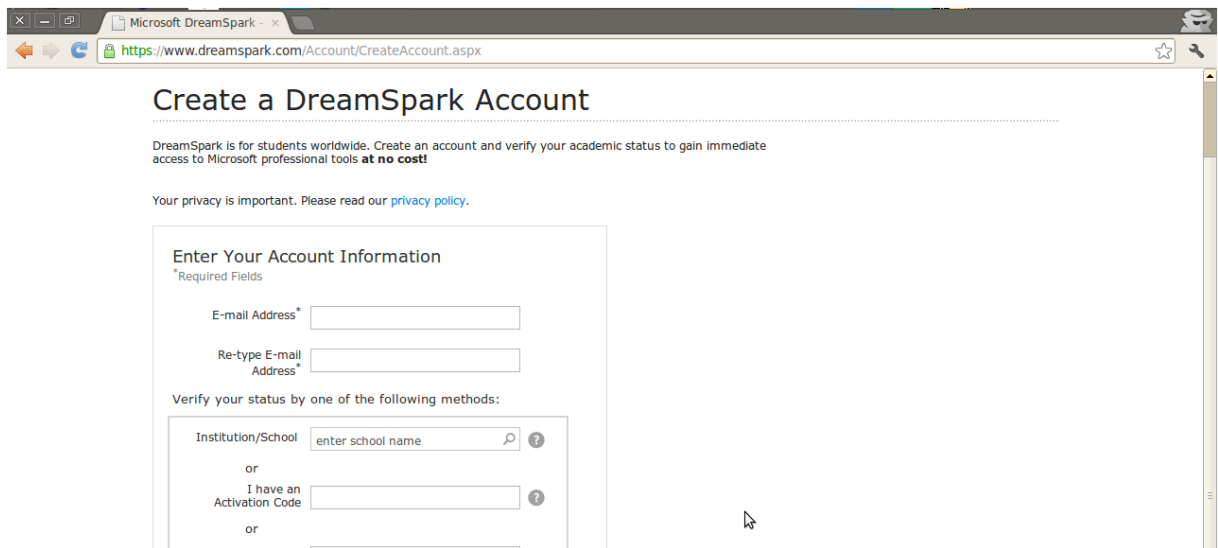 Microsoft DreamSpark -
https://www.dreamspark.com/Account/CreateAccount.aspx
Create a DreamSpark Account
DreamSpark is for students worldwide. Create an account and verify your academic status to gain immediate
access to Microsoft professional tools at no cost!
Your privacy is important. Please read our privacy policy.
Enter Your Account Information
*Required Fields
E-mail Address*
Re-type E-mail
Address*
Verify your status by one of the following methods:
Institution/School
enter school name
or
I have an
Activation Code
or